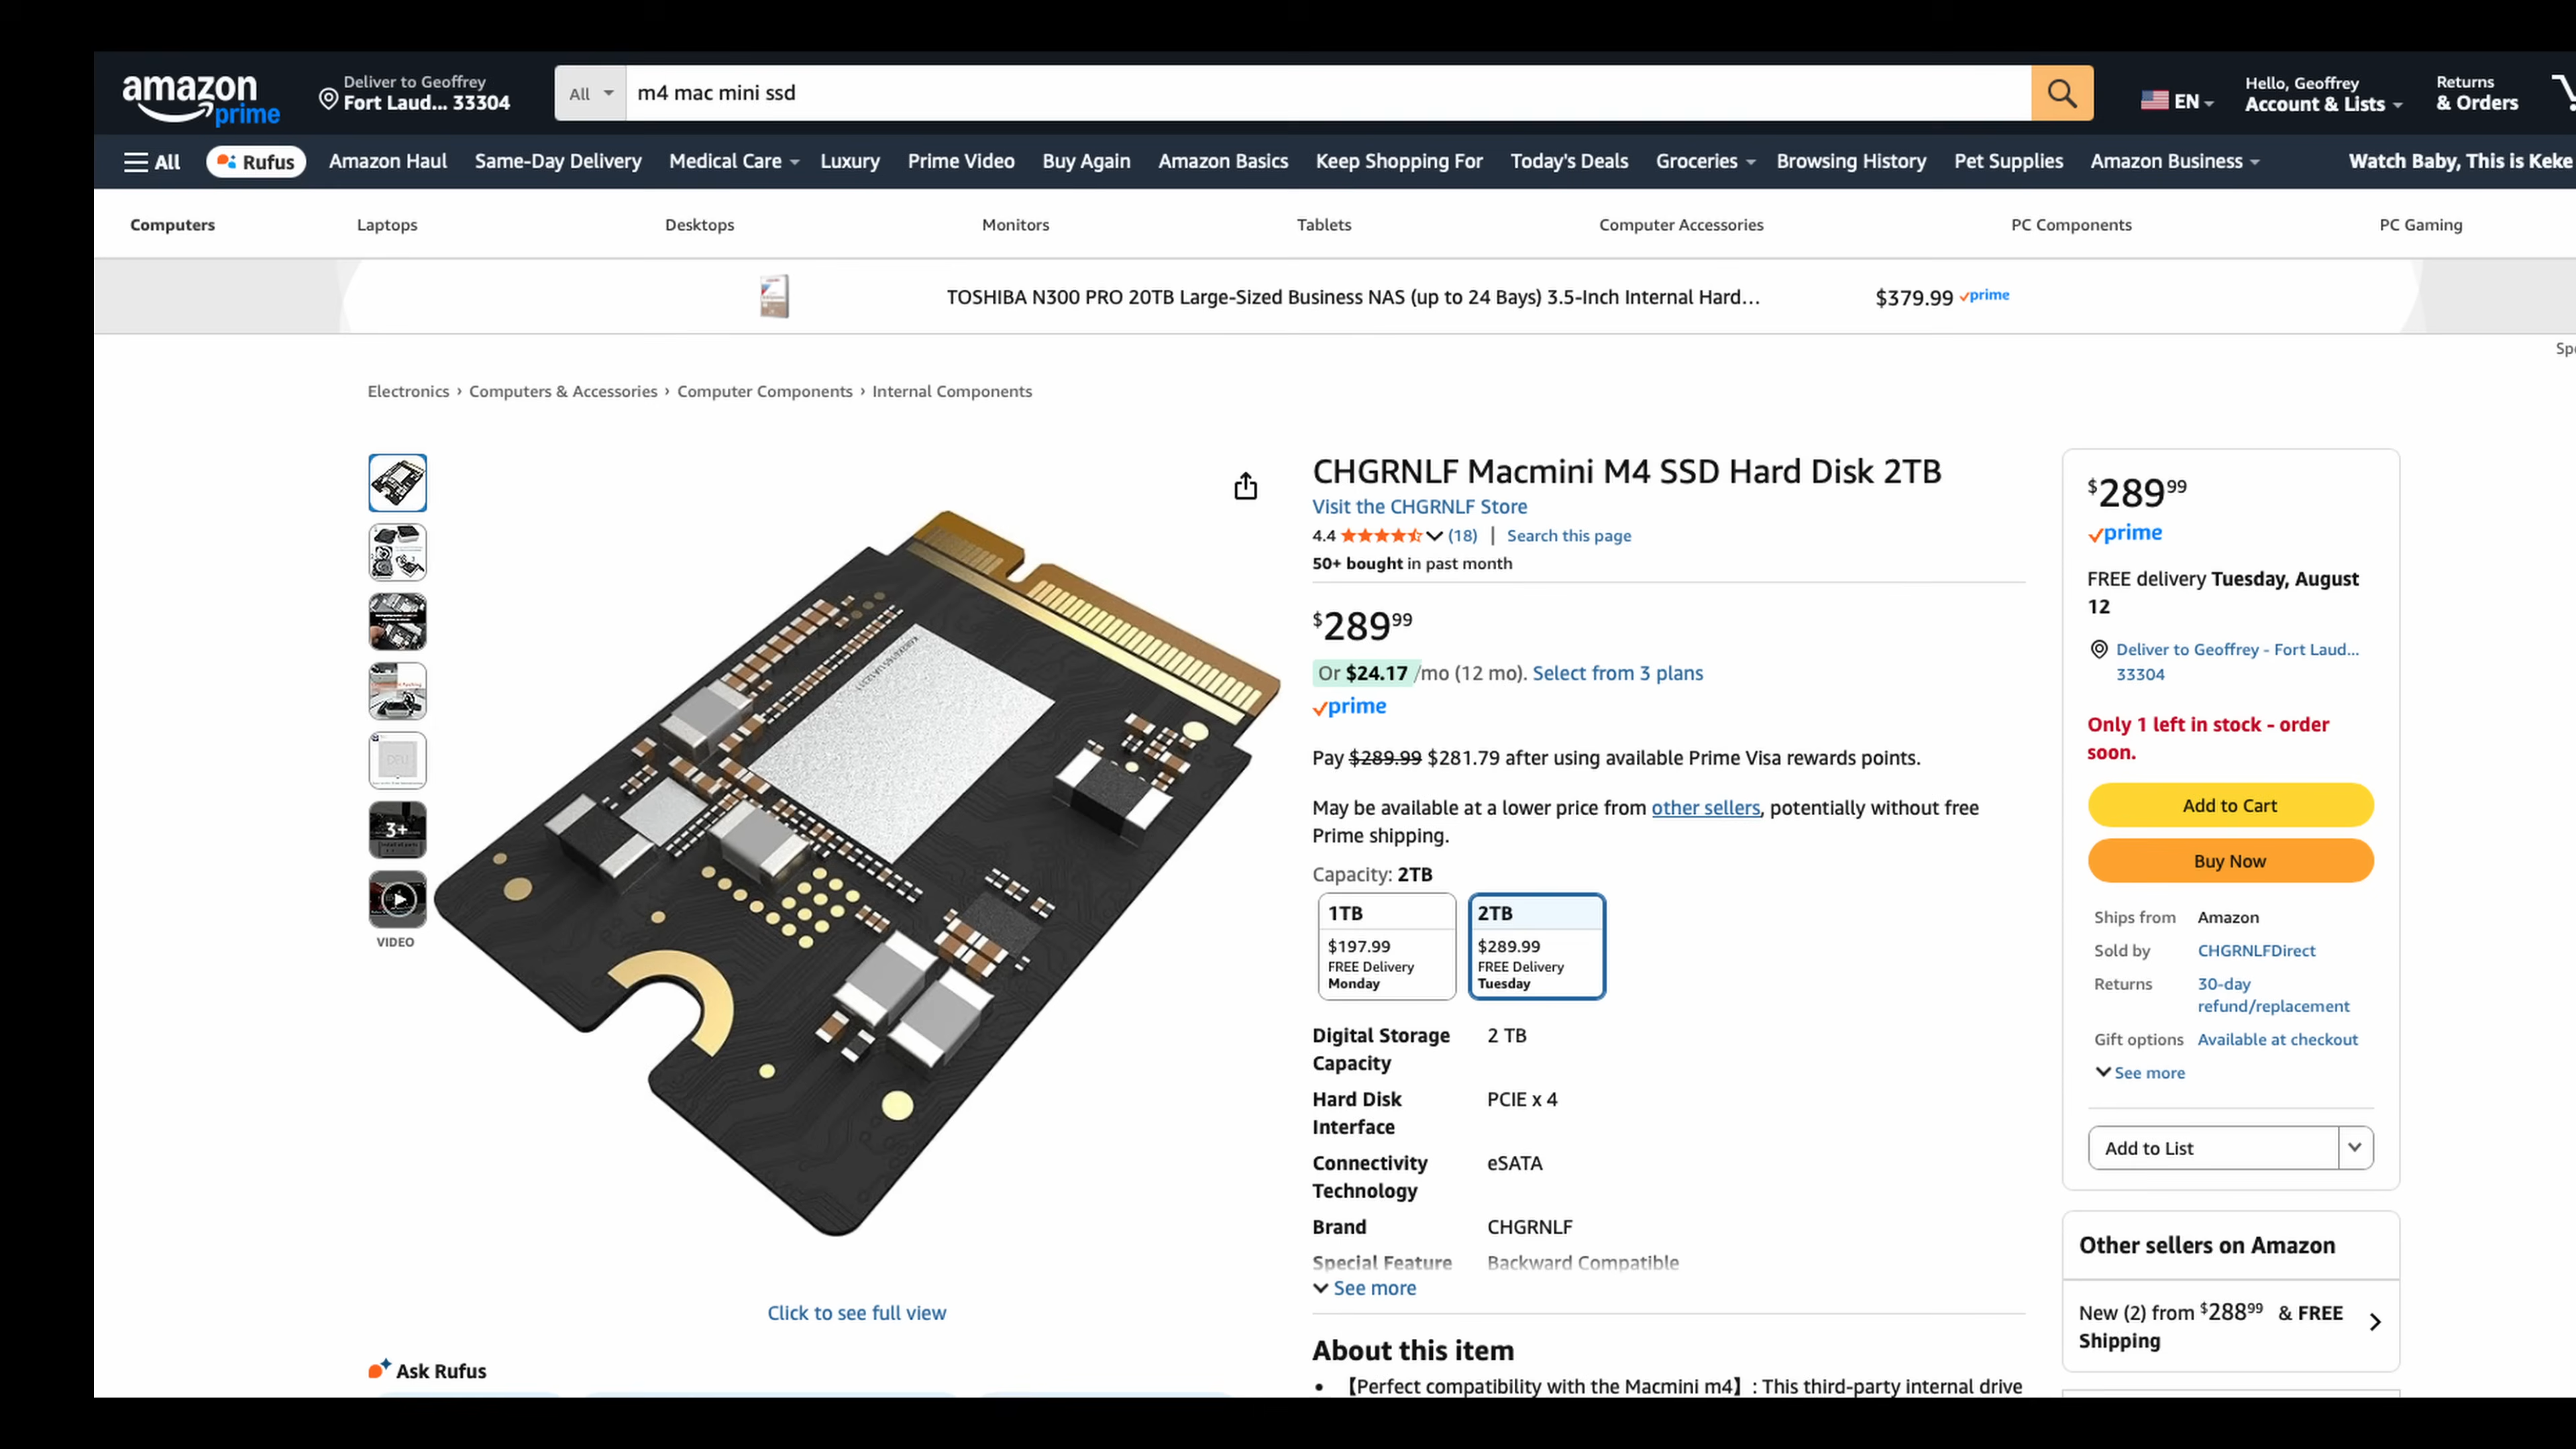 amazon
prime
Deliver to Geoffrey
Fort Laud... 33304
All
m4 mac mini ssd
EN
Hello, Geoffrey
Account & Lists
Returns
& Orders
All
Rufus
Amazon Haul
Same-Day Delivery
Medical Care
Luxury
Prime Video
Buy Again
Amazon Basics
Keep Shopping For
Today's Deals
Groceries
Browsing History
Pet Supplies
Amazon Business
Watch Baby, This is Keke
Computers
Laptops
Desktops
Monitors
Tablets
Computer Accessories
PC Components
PC Gaming
TOSHIBA N300 PRO 20TB Large-Sized Business NAS (up to 24 Bays) 3.5-Inch Internal Hard…
$379.99 prime
Electronics › Computers & Accessories › Computer Components › Internal Components
3+
VIDEO
Click to see full view
Ask Rufus
CHGRNLF Macmini M4 SSD Hard Disk 2TB
Visit the CHGRNLF Store
4.4 (18) | Search this page
50+ bought in past month
$289.99
Or $24.17 /mo (12 mo). Select from 3 plans
prime
Pay $289.99 $281.79 after using available Prime Visa rewards points.
May be available at a lower price from other sellers, potentially without free
Prime shipping.
Capacity: 2TB
1TB
$197.99
FREE Delivery
Monday
2TB
$289.99
FREE Delivery
Tuesday
Digital Storage Capacity 2 TB
Hard Disk Interface PCIE x 4
Connectivity Technology eSATA
Brand CHGRNLF
Special Feature Backward Compatible
See more
About this item
• 【Perfect compatibility with the Macmini m4】: This third-party internal drive
$289.99
prime
FREE delivery Tuesday, August
12
Deliver to Geoffrey - Fort Laud...
33304
Only 1 left in stock - order
soon.
Add to Cart
Buy Now
Ships from Amazon
Sold by CHGRNLFDirect
Returns 30-day
refund/replacement
Gift options Available at checkout
See more
Add to List
Other sellers on Amazon
New (2) from $288.99 & FREE
Shipping